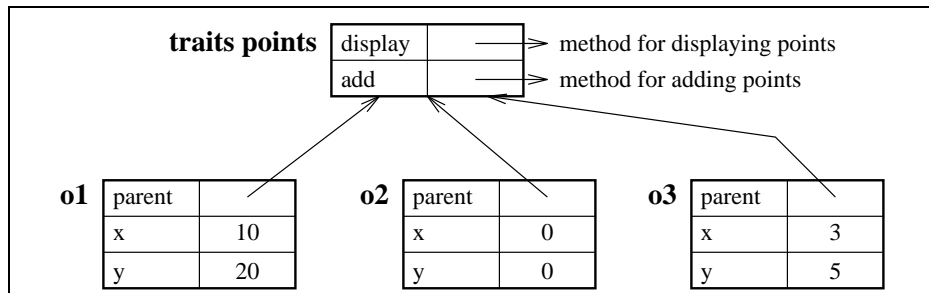 traits points display method for displaying points
add method for adding points
o1 parent o2 parent o3 parent
x 10 x 0 x 3
y 20 y 0 y 5